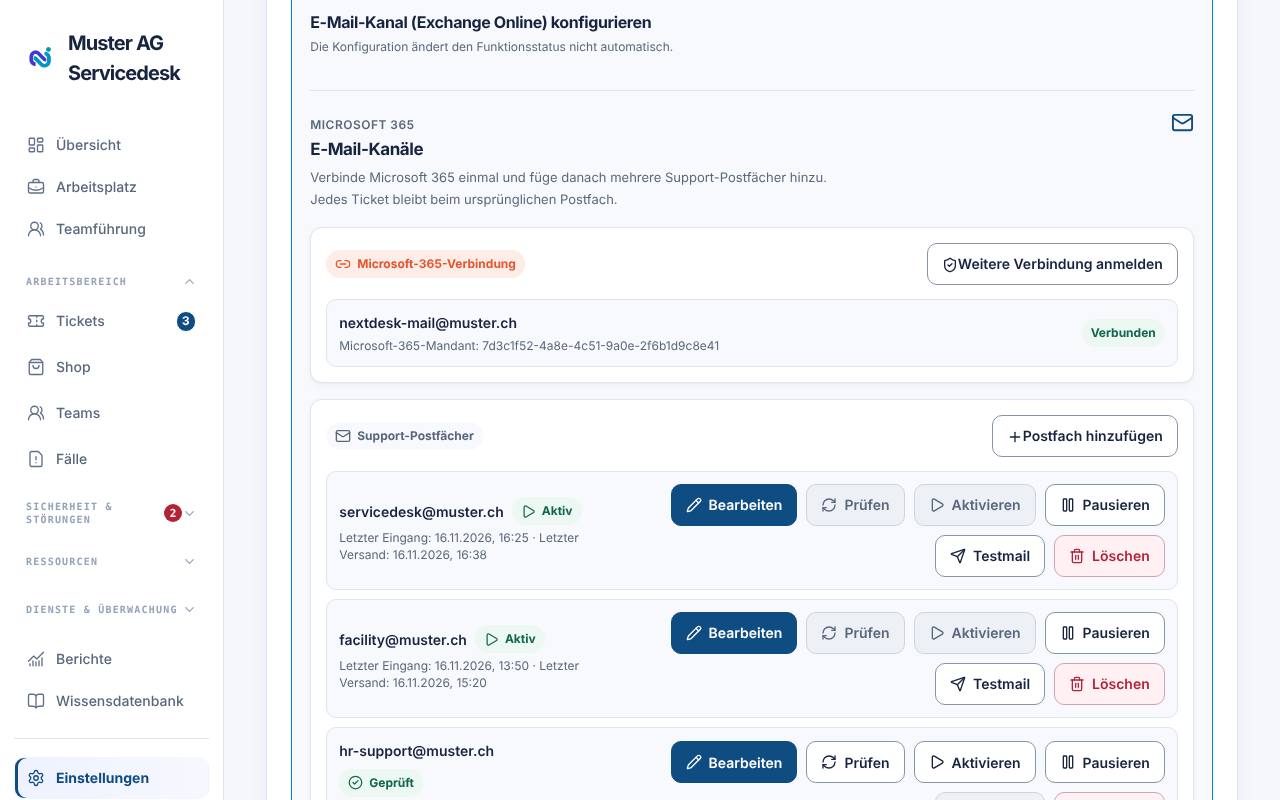 Muster AG
Servicedesk
Übersicht
Arbeitsplatz
Teamführung
ARBEITSBEREICH
Tickets 3
Shop
Teams
Fälle
SICHERHEIT &
STÖRUNGEN 2
RESSOURCEN
DIENSTE & ÜBERWACHUNG
Berichte
Wissensdatenbank
Einstellungen
E-Mail-Kanal (Exchange Online) konfigurieren
Die Konfiguration ändert den Funktionsstatus nicht automatisch.
MICROSOFT 365
E-Mail-Kanäle
Verbinde Microsoft 365 einmal und füge danach mehrere Support-Postfächer hinzu.
Jedes Ticket bleibt beim ursprünglichen Postfach.
Microsoft-365-Verbindung
Weitere Verbindung anmelden
nextdesk-mail@muster.ch
Microsoft-365-Mandant: 7d3c1f52-4a8e-4c51-9a0e-2f6b1d9c8e41
Verbunden
Support-Postfächer
Postfach hinzufügen
servicedesk@muster.ch Aktiv
Letzter Eingang: 16.11.2026, 16:25 · Letzter
Versand: 16.11.2026, 16:38
Bearbeiten Prüfen Aktivieren Pausieren
Testmail Löschen
facility@muster.ch Aktiv
Letzter Eingang: 16.11.2026, 13:50 · Letzter
Versand: 16.11.2026, 15:20
Bearbeiten Prüfen Aktivieren Pausieren
Testmail Löschen
hr-support@muster.ch
Geprüft
Bearbeiten Prüfen Aktivieren Pausieren